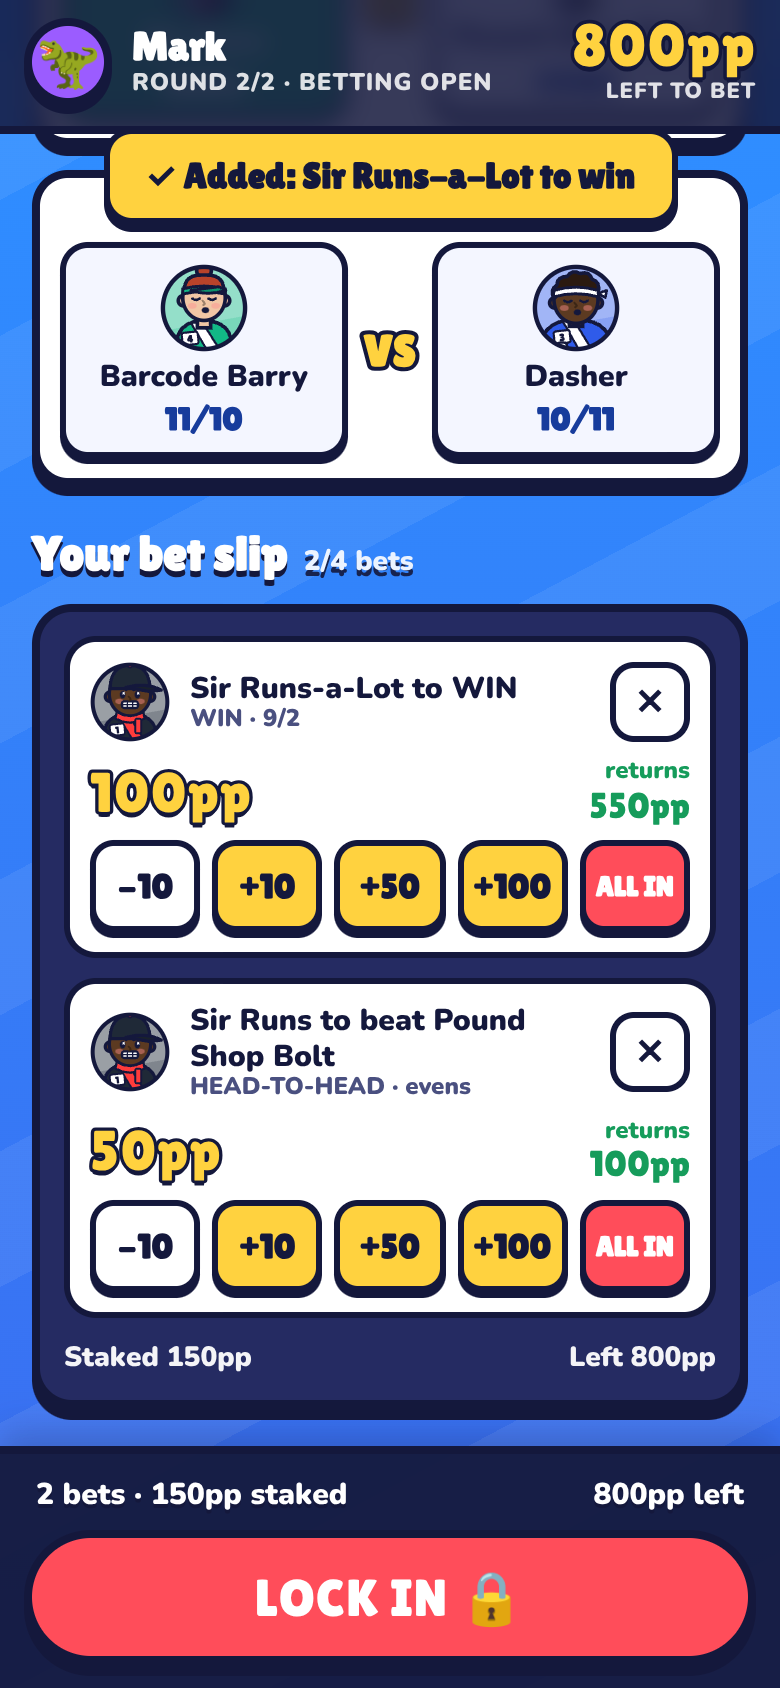 Mark
ROUND 2/2 · BETTING OPEN
800pp
LEFT TO BET
✓ Added: Sir Runs-a-Lot to win
4
Barcode Barry
11/10
VS
3
Dasher
10/11
Your bet slip 2/4 bets
1
Sir Runs-a-Lot to WIN
WIN · 9/2
×
100pp
returns
550pp
-10
+10
+50
+100
ALL IN
1
Sir Runs to beat Pound
Shop Bolt
HEAD-TO-HEAD · evens
×
50pp
returns
100pp
-10
+10
+50
+100
ALL IN
Staked 150pp
Left 800pp
2 bets · 150pp staked
800pp left
LOCK IN 🔒